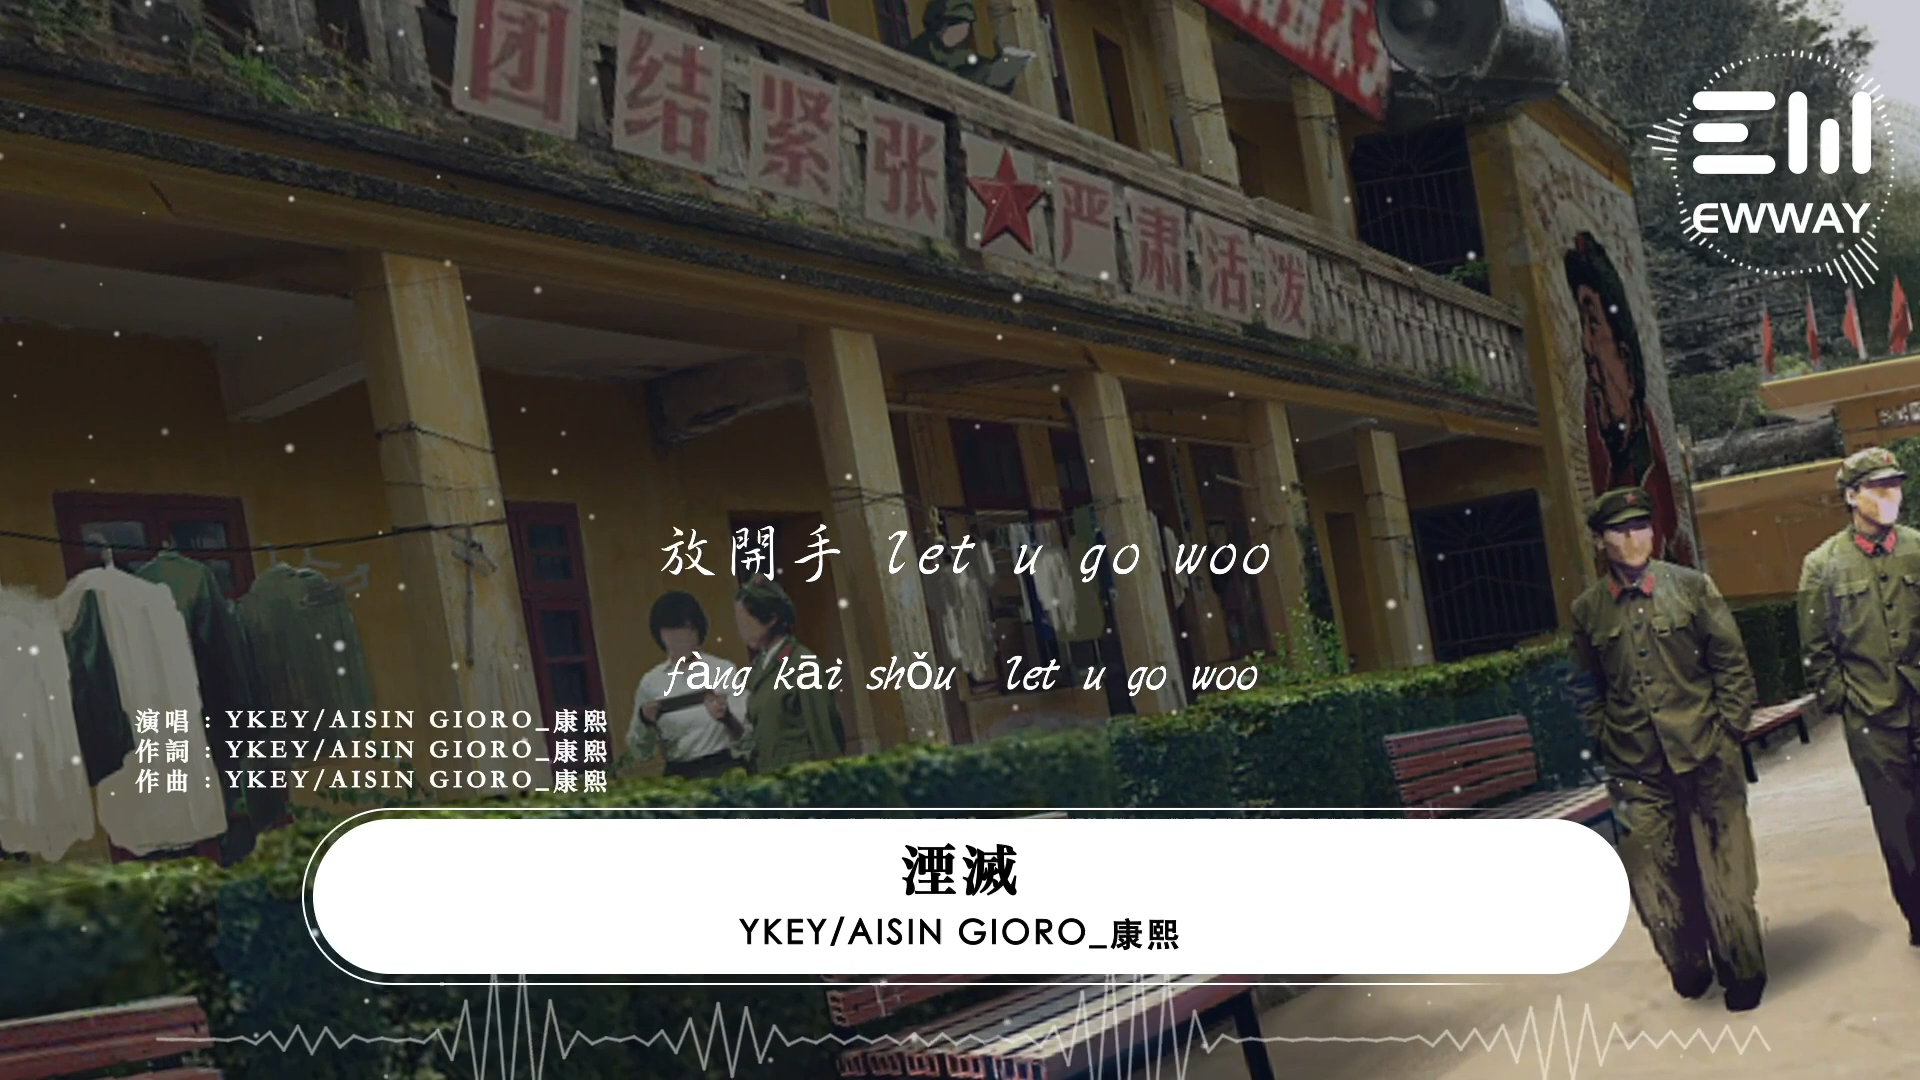 团结紧张★严肃活泼
EW
EWWAY
放開手 let u go woo
fàng kāi shǒu let u go woo
演唱：YKEY/AISIN GIORO_康熙
作詞：YKEY/AISIN GIORO_康熙
作曲：YKEY/AISIN GIORO_康熙
湮滅
YKEY/AISIN GIORO_康熙